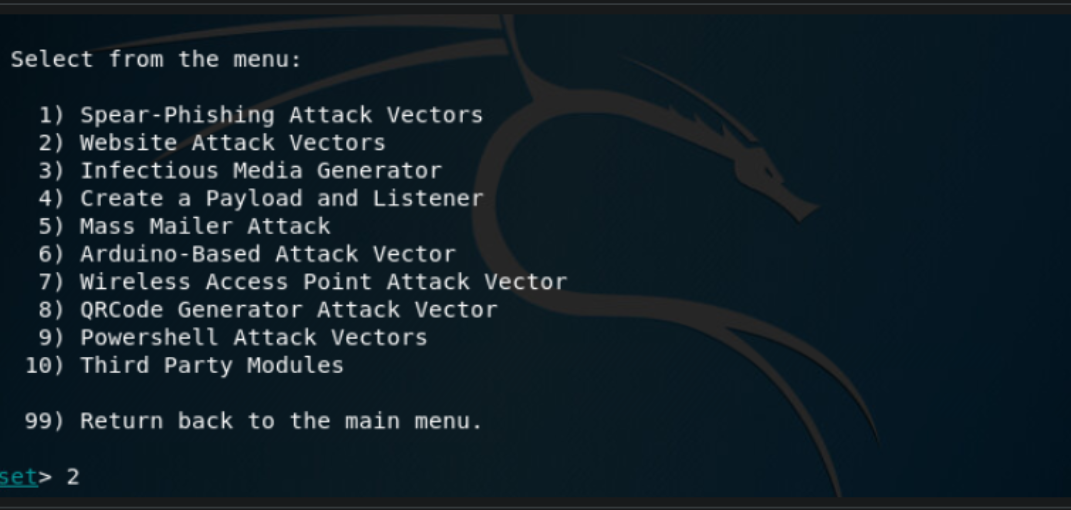 Select from the menu:
1) Spear-Phishing Attack Vectors
2) Website Attack Vectors
3) Infectious Media Generator
4) Create a Payload and Listener
5) Mass Mailer Attack
6) Arduino-Based Attack Vector
7) Wireless Access Point Attack Vector
8) QRCode Generator Attack Vector
9) Powershell Attack Vectors
10) Third Party Modules
99) Return back to the main menu.
set> 2